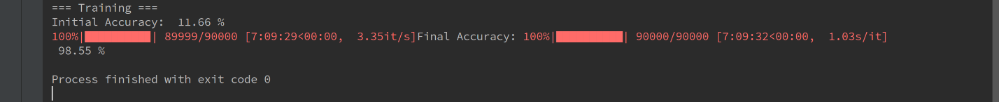 === Training ===
Initial Accuracy:  11.66 %
100%|██████████| 89999/90000 [7:09:29<00:00,  3.35it/s]Final Accuracy: 100%|██████████| 90000/90000 [7:09:32<00:00,  1.03s/it]
 98.55 %
Process finished with exit code 0